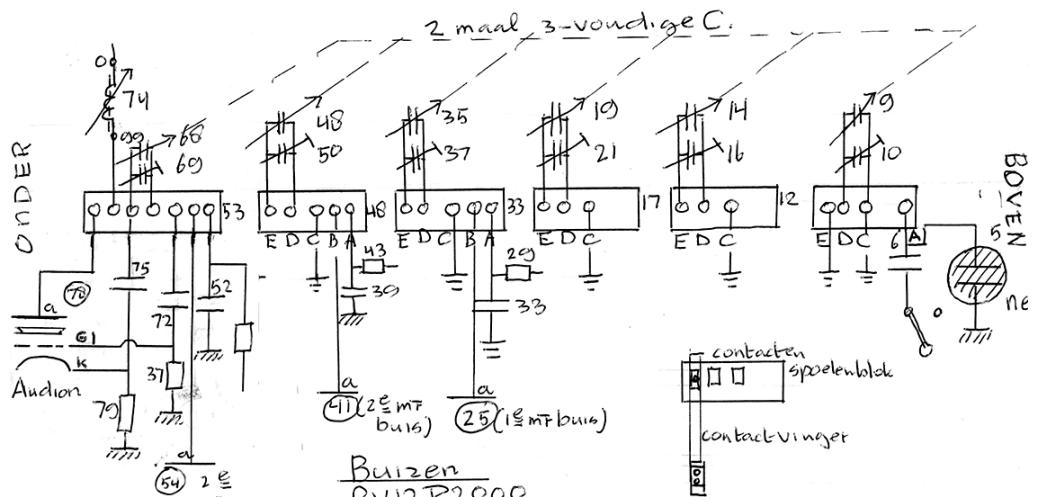 2 maal 3-voudige C.
ONDER
BOVEN
74
99
68
69
53
48
50
48
35
37
33
19
21
17
14
16
12
9
10
E D C B A
E D C B A
E D C
E D C
E D C 6 A
5
ne
75
78
72
52
a
G1
K
Audion
37
79
a
54 2e
43
39
a
41 (2e mF
buis)
29
33
a
25 (1e mF buis)
contacten
spoelenblok
contactvinger
Buizen
RV12P2000